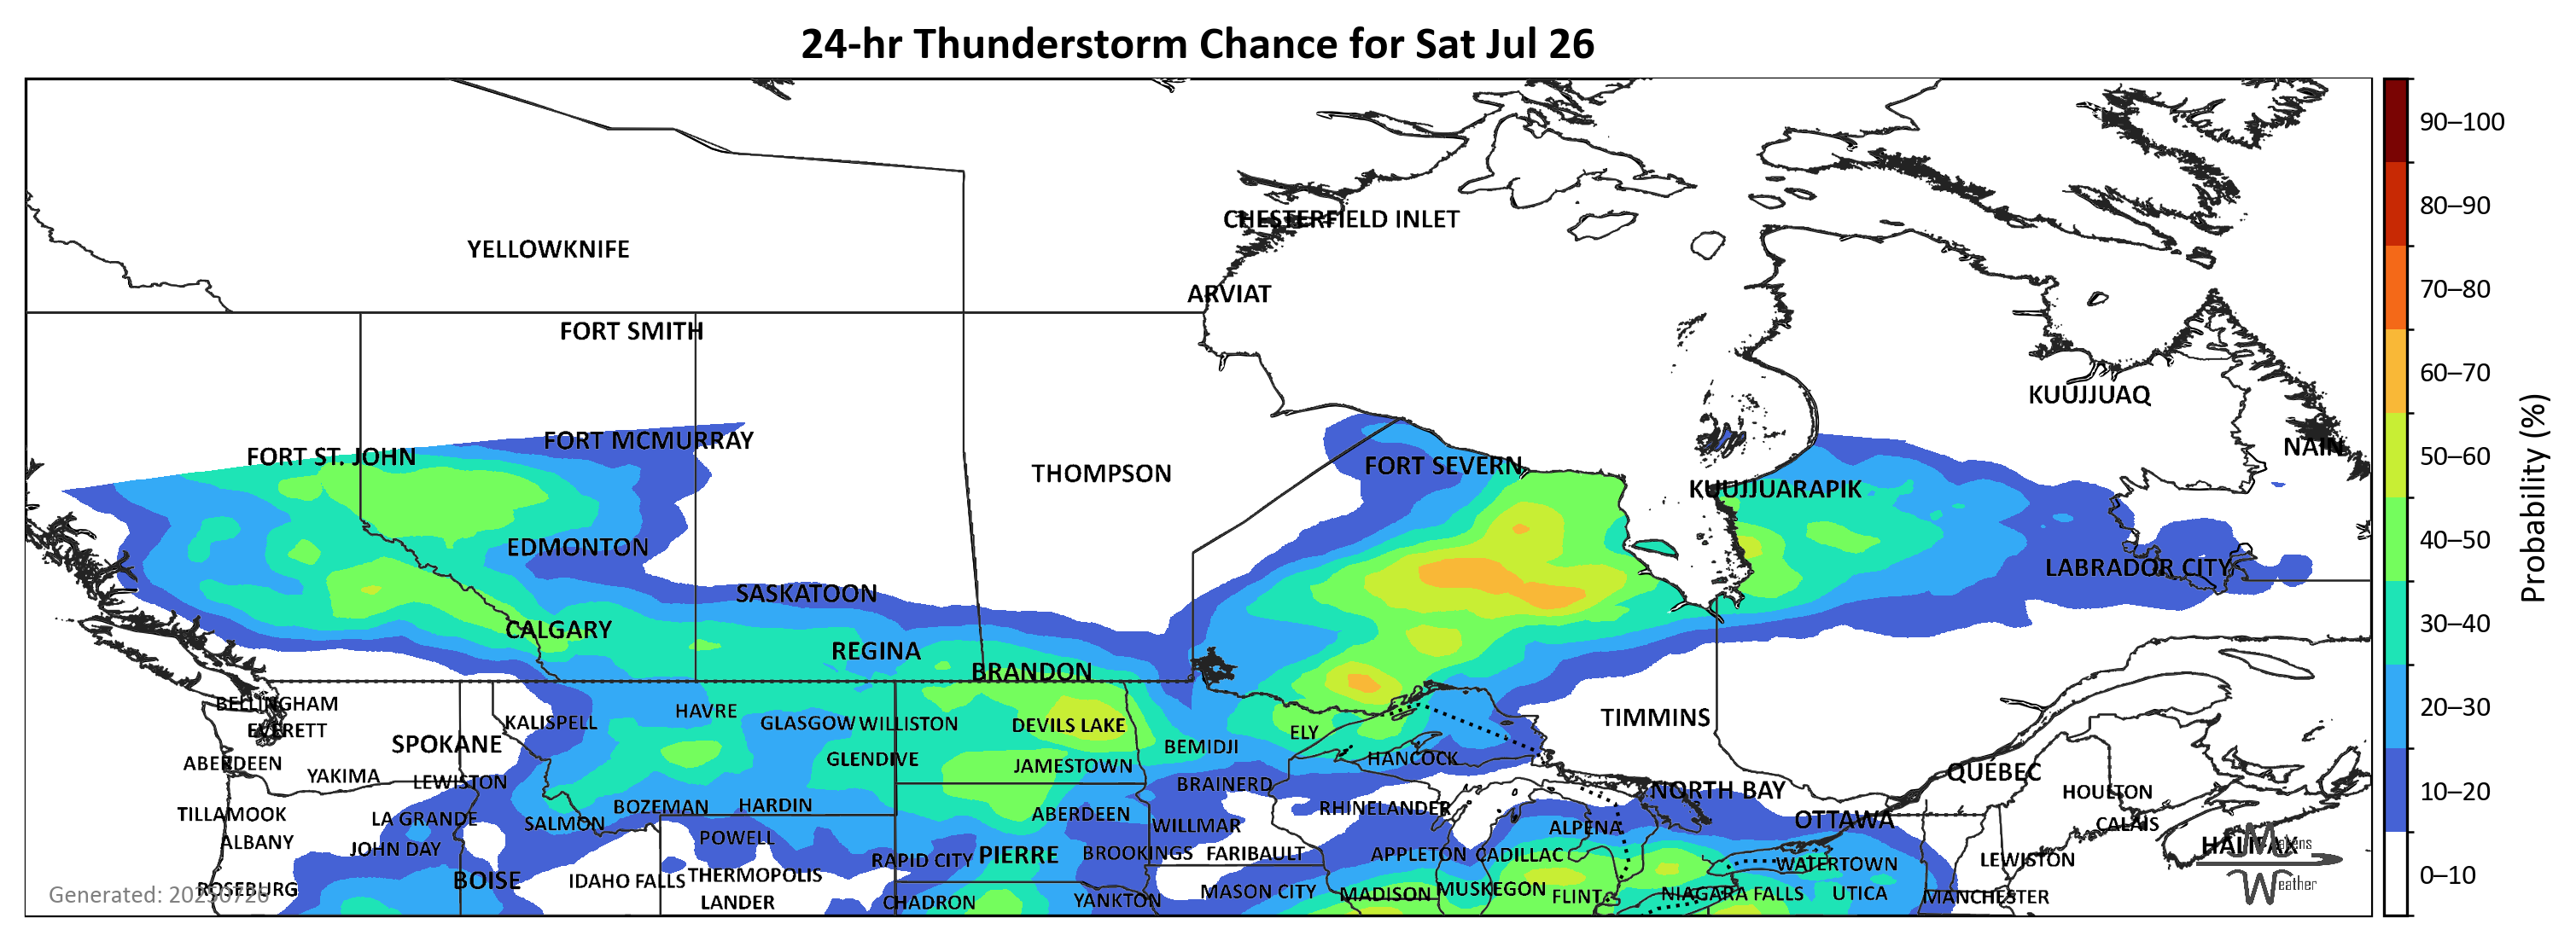 24-hr Thunderstorm Chance for Sat Jul 26
90–100
80–90
70–80
60–70
50–60
40–50
30–40
20–30
10–20
0–10
Probability (%)
CHESTERFIELD INLET
YELLOWKNIFE
ARVIAT
FORT SMITH
KUUJJUAQ
FORT MCMURRAY
NAIN
FORT ST. JOHN
FORT SEVERN
THOMPSON
KUUJJUARAPIK
EDMONTON
LABRADOR CITY
SASKATOON
CALGARY
REGINA
BRANDON
BELLINGHAM
HAVRE
TIMMINS
KALISPELL
GLASGOW
WILLISTON
DEVILS LAKE
EVERETT
ELY
SPOKANE
BEMIDJI
GLENDIVE
HANCOCK
ABERDEEN
JAMESTOWN
QUÉBEC
YAKIMA
LEWISTON
BRAINERD
NORTH BAY
HOULTON
BOZEMAN
HARDIN
RHINELANDER
TILLAMOOK
ABERDEEN
LA GRANDE
OTTAWA
SALMON
WILLMAR
CALAIS
ALPENA
POWELL
ALBANY
HALIFAX
JOHN DAY
BROOKINGS
FARIBAULT
APPLETON
CADILLAC
PIERRE
RAPID CITY
LEWISTON
WATERTOWN
THERMOPOLIS
BOISE
IDAHO FALLS
ROSEBURG
MASON CITY
MUSKEGON
MADISON
NIAGARA FALLS
UTICA
FLINT
MANCHESTER
YANKTON
LANDER
CHADRON
Generated: 20250726
Weather